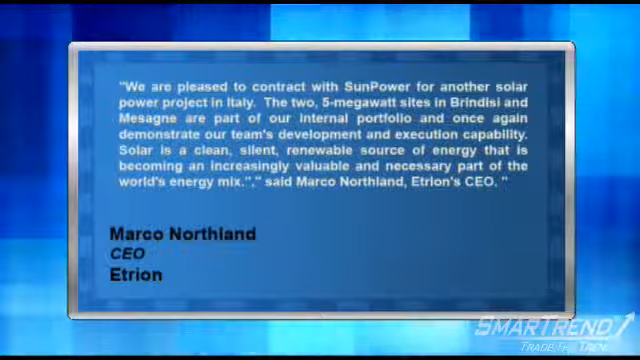 "We are pleased to contract with SunPower for another solar
power project in Italy. The two, 5-megawatt sites in Brindisi and
Mesagne are part of our internal portfolio and once again
demonstrate our team's development and execution capability.
Solar is a clean, silent, renewable source of energy that is
becoming an increasingly valuable and necessary part of the
world's energy mix."," said Marco Northland, Etrion's CEO. "
Marco Northland
CEO
Etrion
SMARTREND
TRADE THE TREND